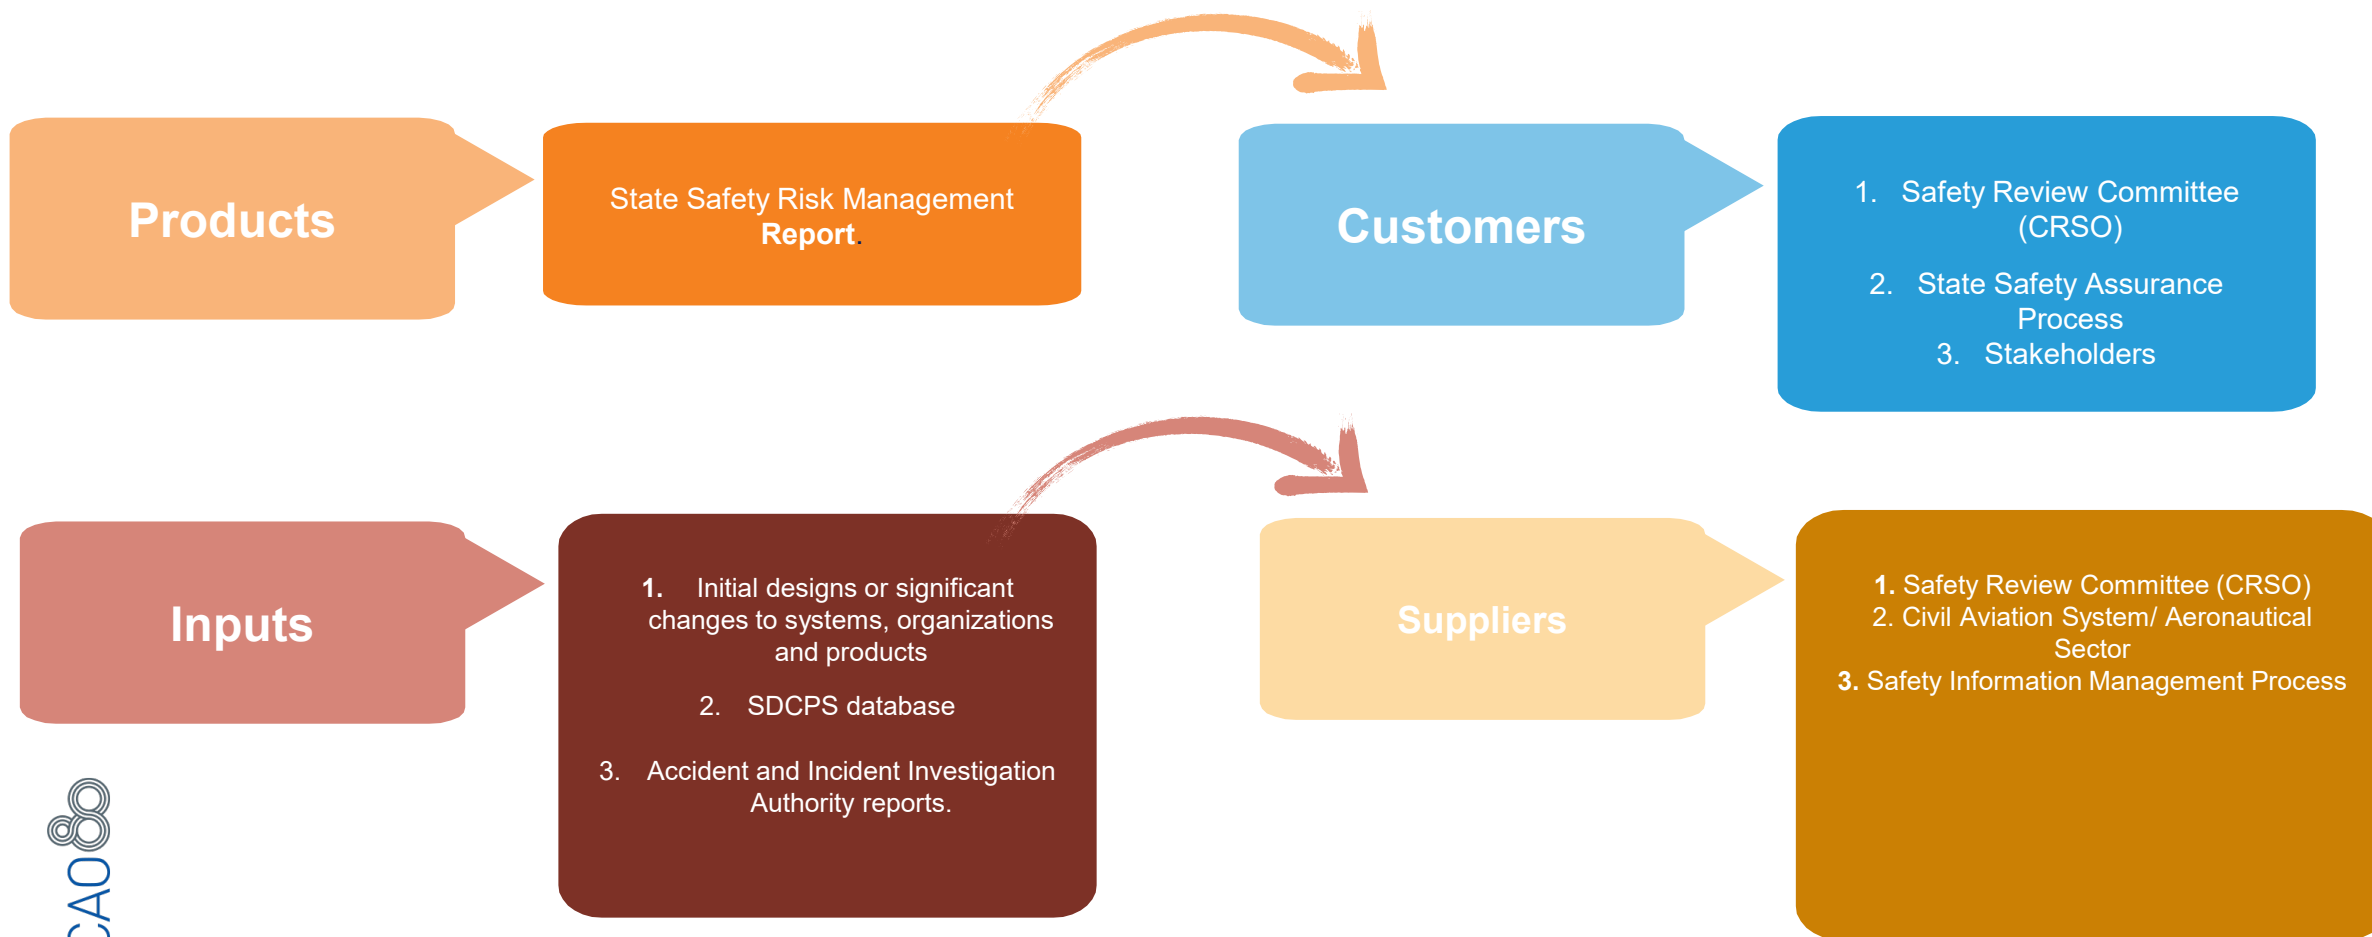 Products
State Safety Risk Management
Report.
Customers
1. Safety Review Committee
(CRSO)
2. State Safety Assurance
Process
3. Stakeholders
Inputs
1. Initial designs or significant
changes to systems, organizations
and products
2. SDCPS database
3. Accident and Incident Investigation
Authority reports.
Suppliers
1. Safety Review Committee (CRSO)
2. Civil Aviation System/ Aeronautical
Sector
3. Safety Information Management Process
CAO